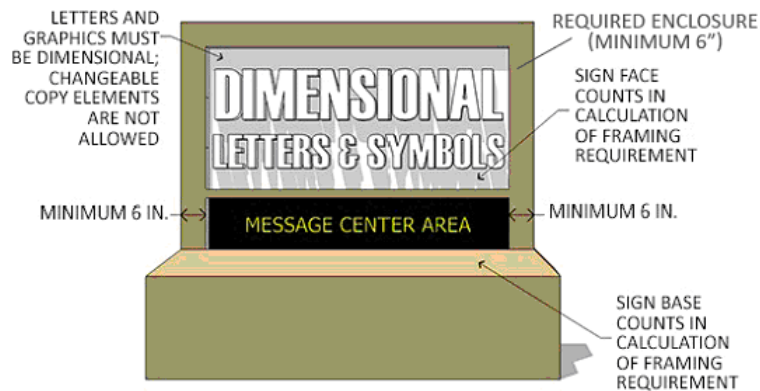 LETTERS AND
GRAPHICS MUST
BE DIMENSIONAL;
CHANGEABLE
COPY ELEMENTS
ARE NOT
ALLOWED
REQUIRED ENCLOSURE
(MINIMUM 6”)
SIGN FACE
COUNTS IN
CALCULATION
OF FRAMING
REQUIREMENT
DIMENSIONAL
LETTERS & SYMBOLS
MINIMUM 6 IN.
MESSAGE CENTER AREA
MINIMUM 6 IN.
SIGN BASE
COUNTS IN
CALCULATION
OF FRAMING
REQUIREMENT